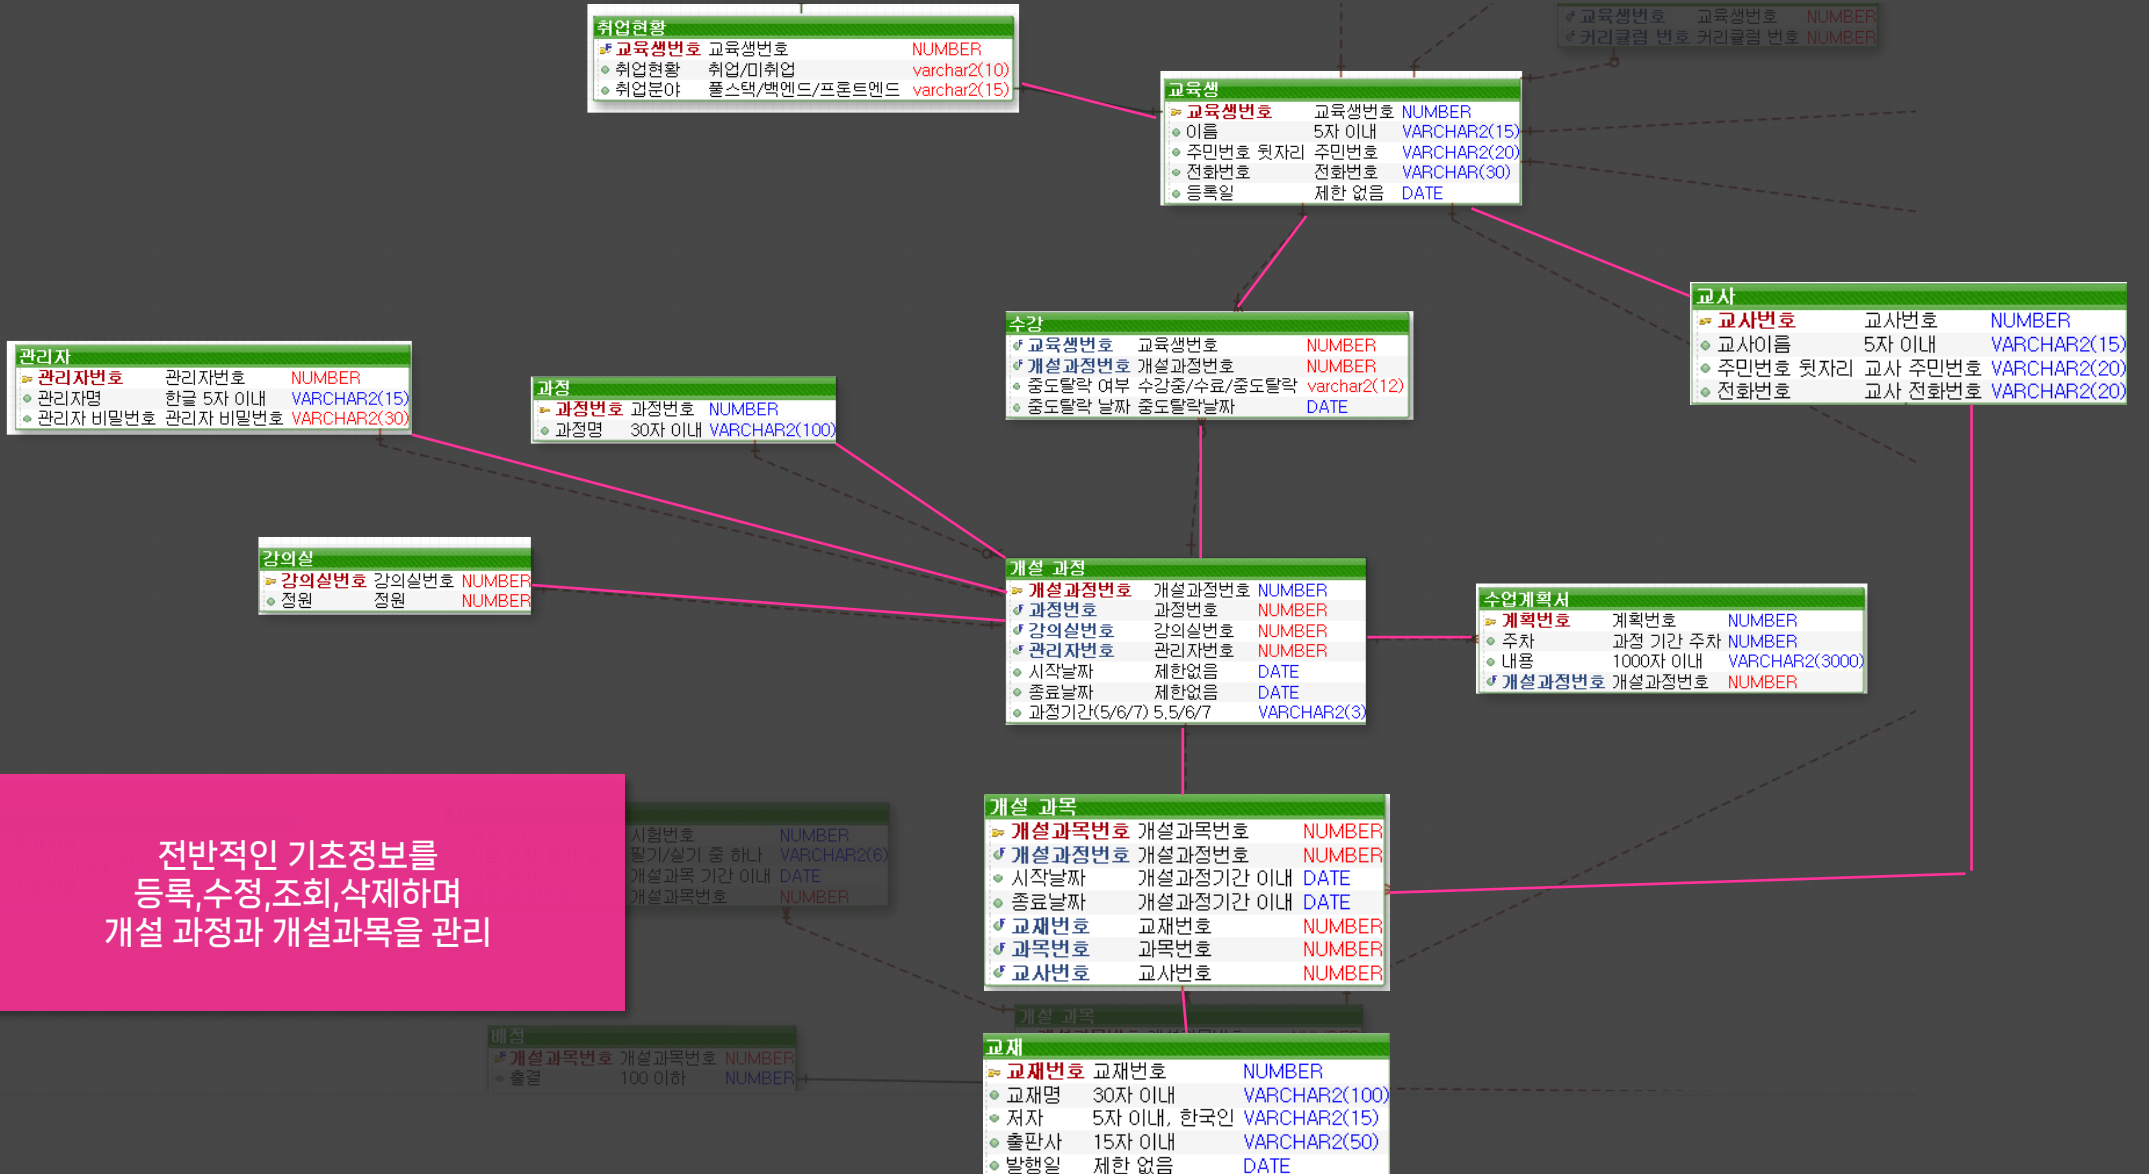 취업현황
교육생번호 교육생번호 NUMBER
취업현황 취업/미취업 varchar2(10)
취업분야 풀스택/백엔드/프론트엔드 varchar2(15)
교육생번호 교육생번호 NUMBER
커리큘럼 번호 커리큘럼 번호 NUMBER
교육생
교육생번호 교육생번호 NUMBER
이름 5자 이내 VARCHAR2(15)
주민번호 뒷자리 주민번호 VARCHAR2(20)
전화번호 전화번호 VARCHAR(30)
등록일 제한 없음 DATE
교사
교사번호 교사번호 NUMBER
교사이름 5자 이내 VARCHAR2(15)
주민번호 뒷자리 교사 주민번호 VARCHAR2(20)
전화번호 교사 전화번호 VARCHAR2(20)
수강
교육생번호 교육생번호 NUMBER
개설과정번호 개설과정번호 NUMBER
중도탈락 여부 수강중/수료/중도탈락 varchar2(12)
중도탈락 날짜 중도탈락날짜 DATE
관리자
관리자번호 관리자번호 NUMBER
관리자명 한글 5자 이내 VARCHAR2(15)
관리자 비밀번호 관리자 비밀번호 VARCHAR2(30)
과정
과정번호 과정번호 NUMBER
과정명 30자 이내 VARCHAR2(100)
강의실
강의실번호 강의실번호 NUMBER
정원 정원 NUMBER
개설 과정
개설과정번호 개설과정번호 NUMBER
과정번호 과정번호 NUMBER
강의실번호 강의실번호 NUMBER
관리자번호 관리자번호 NUMBER
시작날짜 제한없음 DATE
종료날짜 제한없음 DATE
과정기간(5/6/7) 5,5/6/7 VARCHAR2(3)
수업계획서
계획번호 계획번호 NUMBER
주차 과정 기간 주차 NUMBER
내용 1000자 이내 VARCHAR2(3000)
개설과정번호 개설과정번호 NUMBER
전반적인 기초정보를
등록,수정,조회,삭제하며
개설 과정과 개설과목을 관리
시험번호 NUMBER
필기/실기 중 하나 VARCHAR2(6)
개설과목 기간 이내 DATE
개설과목번호 NUMBER
개설 과목
개설과목번호 개설과목번호 NUMBER
개설과정번호 개설과정번호 NUMBER
시작날짜 개설과정기간 이내 DATE
종료날짜 개설과정기간 이내 DATE
교재번호 교재번호 NUMBER
과목번호 과목번호 NUMBER
교사번호 교사번호 NUMBER
개설 과목
배점
개설과목번호 개설과목번호 NUMBER
출결 100 이하 NUMBER
교재
교재번호 교재번호 NUMBER
교재명 30자 이내 VARCHAR2(100)
저자 5자 이내, 한국인 VARCHAR2(15)
출판사 15자 이내 VARCHAR2(50)
발행일 제한 없음 DATE